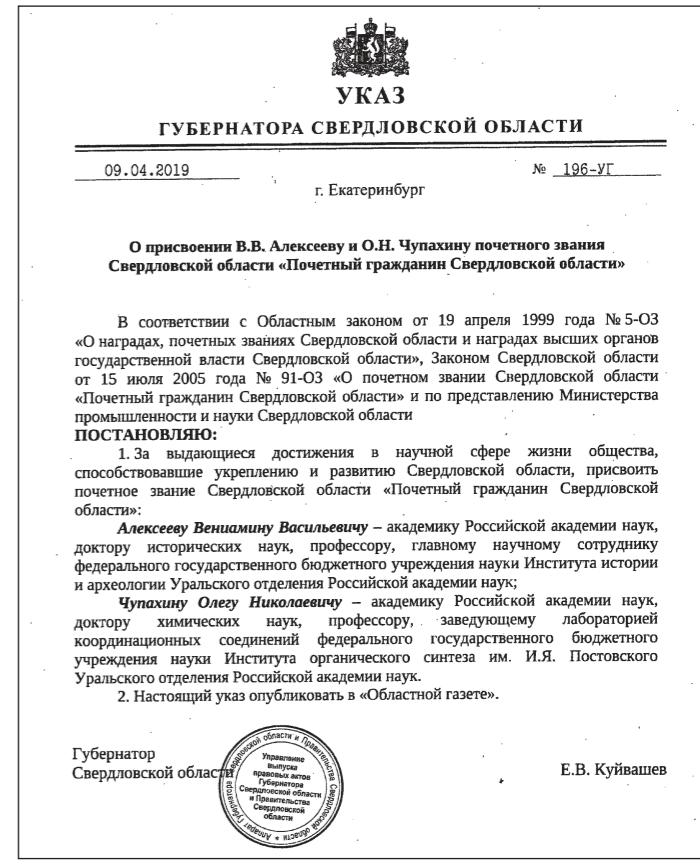 УКАЗ
ГУБЕРНАТОРА СВЕРДЛОВСКОЙ ОБЛАСТИ
09.04.2019 № 196-УГ
г. Екатеринбург
О присвоении В.В. Алексееву и О.Н. Чупахину почетного звания
Свердловской области «Почетный гражданин Свердловской области»
В соответствии с Областным законом от 19 апреля 1999 года № 5-ОЗ
«О наградах, почетных званиях Свердловской области и наградах высших органов
государственной власти Свердловской области», Законом Свердловской области
от 15 июля 2005 года № 91-ОЗ «О почетном звании Свердловской области
«Почетный гражданин Свердловской области» и по представлению Министерства
промышленности и науки Свердловской области
ПОСТАНОВЛЯЮ:
1. За выдающиеся достижения в научной сфере жизни общества,
способствовавшие укреплению и развитию Свердловской области, присвоить
почетное звание Свердловской области «Почетный гражданин Свердловской
области»:
Алексееву Вениамину Васильевичу – академику Российской академии наук,
доктору исторических наук, профессору, главному научному сотруднику
федерального государственного бюджетного учреждения науки Института истории
и археологии Уральского отделения Российской академии наук;
Чупахину Олегу Николаевичу – академику Российской академии наук,
доктору химических наук, профессору, заведующему лабораторией
координационных соединений федерального государственного бюджетного
учреждения науки Института органического синтеза им. И.Я. Постовского
Уральского отделения Российской академии наук.
2. Настоящий указ опубликовать в «Областной газете».
Губернатор
Свердловской области Е.В. Куйвашев
Аппарат Губернатора Свердловской области и Правительства Свердловской области
Управление
выпуска
правовых актов
Губернатора
Свердловской области
и Правительства
Свердловской
области